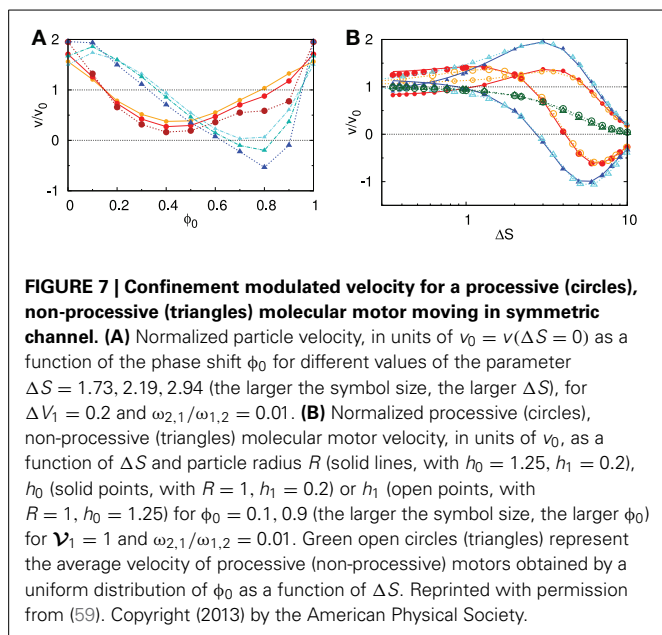 A
B
2
1
0
-1
v/v₀
0
0.2
0.4
0.6
0.8
1
ϕ₀
2
1
0
-1
v/v₀
1
10
ΔS
FIGURE 7 | Confinement modulated velocity for a processive (circles),
non-processive (triangles) molecular motor moving in symmetric
channel. (A) Normalized particle velocity, in units of v₀ = v(ΔS = 0) as a
function of the phase shift ϕ₀ for different values of the parameter
ΔS = 1.73, 2.19, 2.94 (the larger the symbol size, the larger ΔS), for
ΔV₁ = 0.2 and ω₂,₁/ω₁,₂ = 0.01. (B) Normalized processive (circles),
non-processive (triangles) molecular motor velocity, in units of v₀, as a
function of ΔS and particle radius R (solid lines, with h₀ = 1.25, h₁ = 0.2),
h₀ (solid points, with R = 1, h₁ = 0.2) or h₁ (open points, with
R = 1, h₀ = 1.25) for ϕ₀ = 0.1, 0.9 (the larger the symbol size, the larger ϕ₀)
for 𝓥₁ = 1 and ω₂,₁/ω₁,₂ = 0.01. Green open circles (triangles) represent
the average velocity of processive (non-processive) motors obtained by a
uniform distribution of ϕ₀ as a function of ΔS. Reprinted with permission
from (59). Copyright (2013) by the American Physical Society.